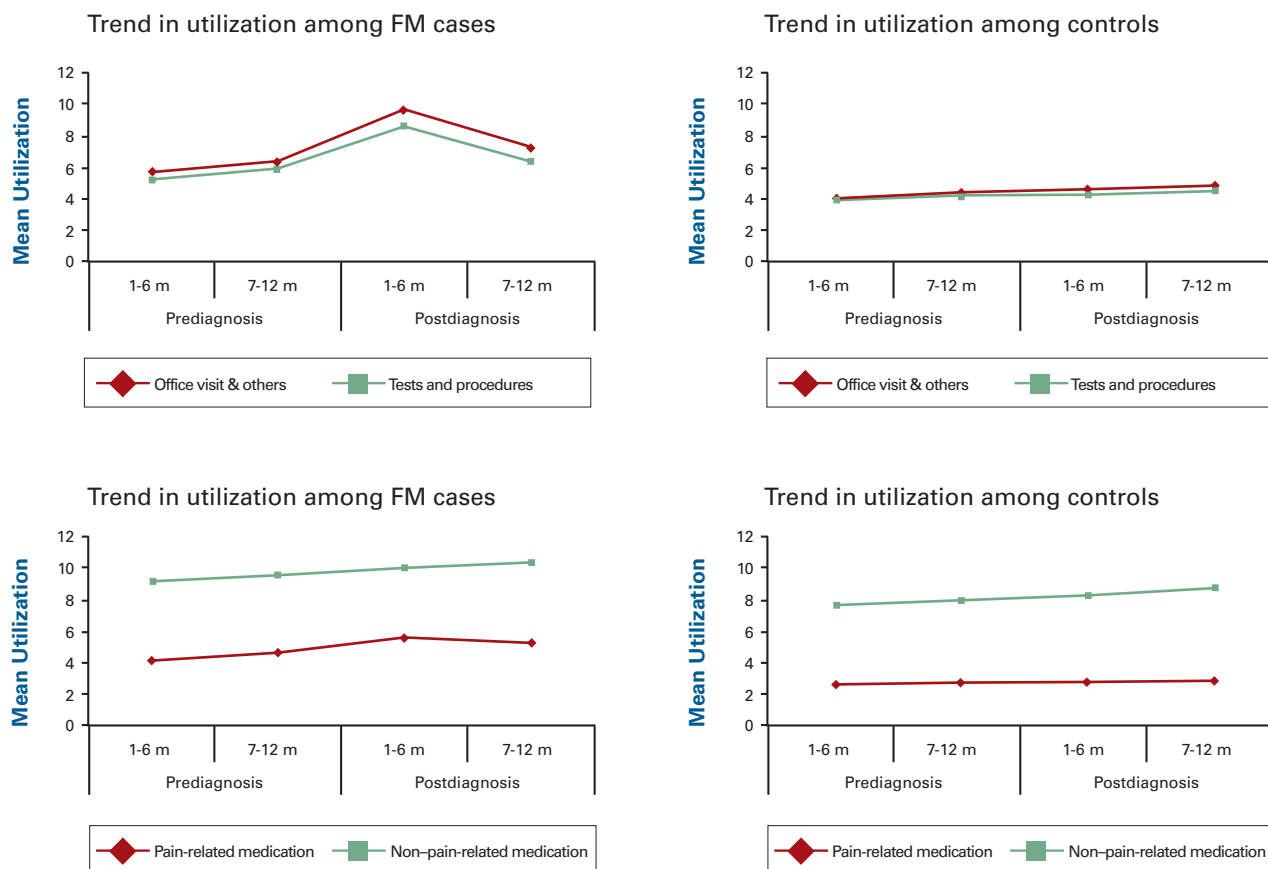 Trend in utilization among FM cases
Mean Utilization
12
10
8
6
4
2
0
1-6 m 7-12 m 1-6 m 7-12 m
Prediagnosis Postdiagnosis
Office visit & others Tests and procedures
Trend in utilization among controls
Mean Utilization
12
10
8
6
4
2
0
1-6 m 7-12 m 1-6 m 7-12 m
Prediagnosis Postdiagnosis
Office visit & others Tests and procedures
Trend in utilization among FM cases
Mean Utilization
12
10
8
6
4
2
0
1-6 m 7-12 m 1-6 m 7-12 m
Prediagnosis Postdiagnosis
Pain-related medication Non–pain-related medication
Trend in utilization among controls
Mean Utilization
12
10
8
6
4
2
0
1-6 m 7-12 m 1-6 m 7-12 m
Prediagnosis Postdiagnosis
Pain-related medication Non–pain-related medication